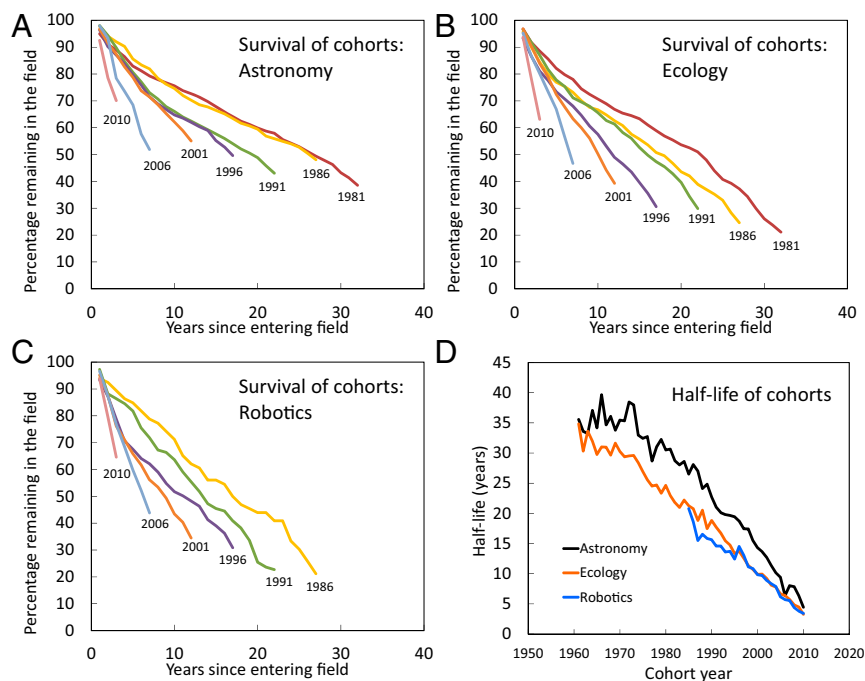 A
Survival of cohorts:
Astronomy
Percentage remaining in the field
100
90
80
70
60
50
40
30
20
10
0
2010
2006
2001
1996
1991
1986
1981
0 10 20 30 40
Years since entering field
B
Survival of cohorts:
Ecology
Percentage remaining in the field
100
90
80
70
60
50
40
30
20
10
0
2010
2006
2001
1996
1991
1986
1981
0 10 20 30 40
Years since entering field
C
Survival of cohorts:
Robotics
Percentage remaining in the field
100
90
80
70
60
50
40
30
20
10
0
2010
2006
2001
1996
1991
1986
0 10 20 30 40
Years since entering field
D
Half-life of cohorts
Half-life (years)
45
40
35
30
25
20
15
10
5
0
Astronomy
Ecology
Robotics
1950 1960 1970 1980 1990 2000 2010 2020
Cohort year